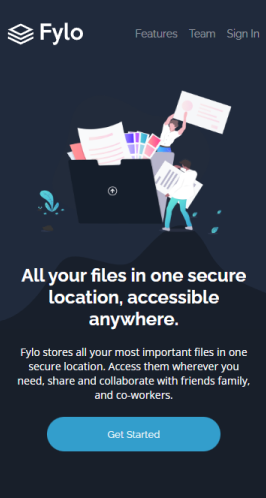 Fylo
Features Team Sign In
All your files in one secure
location, accessible
anywhere.
Fylo stores all your most important files in one
secure location. Access them wherever you
need, share and collaborate with friends family,
and co-workers.
Get Started